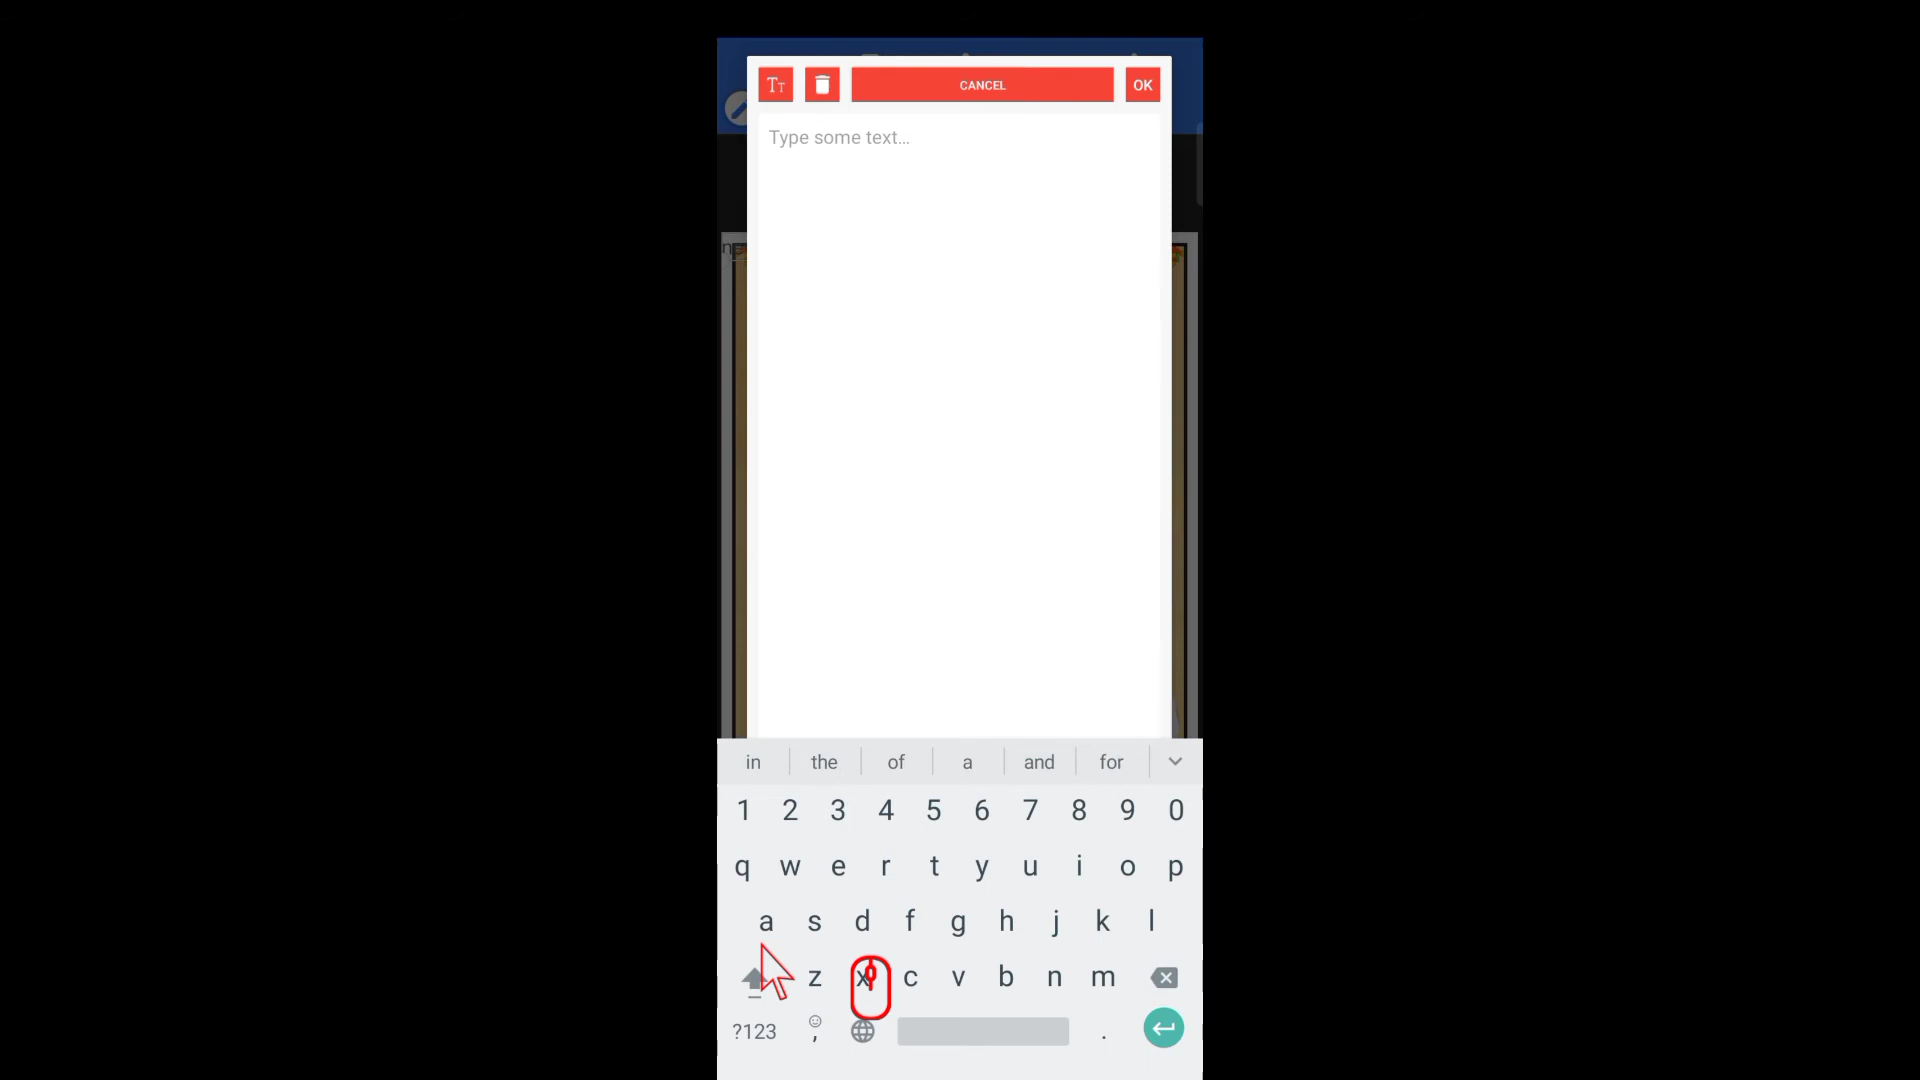 Tт CANCEL OK
Type some text...
in the of a and for
1 2 3 4 5 6 7 8 9 0
q w e r t y u i o p
a s d f g h j k l
z x c v b n m
?123 , .